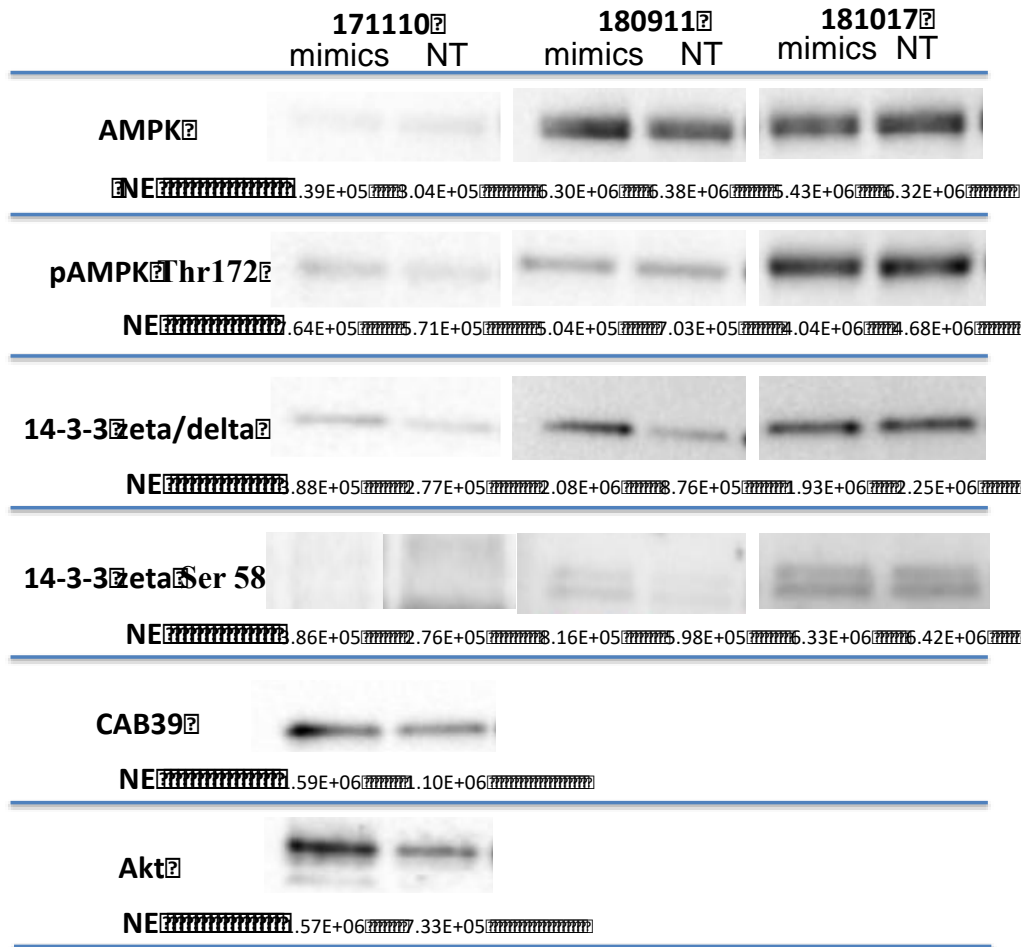 171110 180911 181017
mimics NT mimics NT mimics NT
AMPK
NE .39E+05 3.04E+05 6.30E+06 6.38E+06 5.43E+06 6.32E+06
pAMPK Thr172
NE 7.64E+05 5.71E+05 5.04E+05 7.03E+05 4.04E+06 4.68E+06
14-3-3 zeta/delta
NE 3.88E+05 2.77E+05 2.08E+06 8.76E+05 1.93E+06 2.25E+06
14-3-3 zeta Ser 58
NE 3.86E+05 2.76E+05 8.16E+05 5.98E+05 6.33E+06 6.42E+06
CAB39
NE .59E+06 1.10E+06
Akt
NE .57E+06 7.33E+05